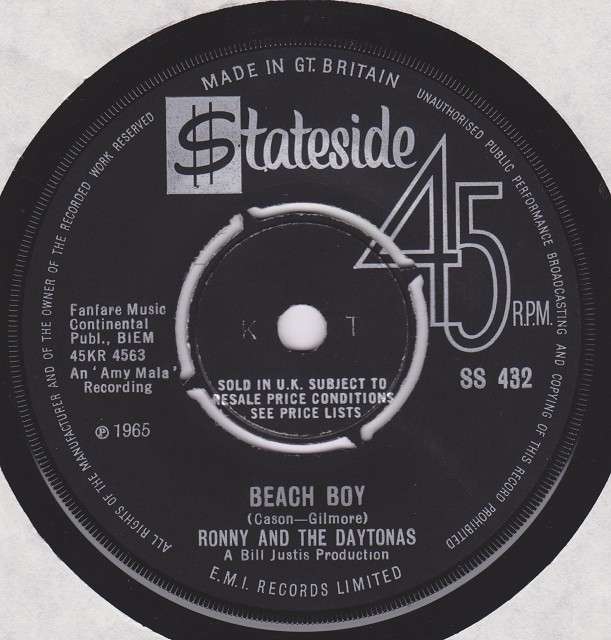 MADE IN GT. BRITAIN
UNAUTHORISED PUBLIC PERFORMANCE BROADCASTING AND COPYING OF THIS RECORD PROHIBITED
ALL RIGHTS OF THE MANUFACTURER AND OF THE OWNER OF THE RECORDED WORK RESERVED
$tateside
45
R.P.M.
Fanfare Music
Continental
Publ., BIEM
45KR 4563
An 'Amy Mala'
Recording
℗ 1965
K T
SOLD IN U.K. SUBJECT TO
RESALE PRICE CONDITIONS
SEE PRICE LISTS
SS 432
BEACH BOY
(Cason—Gilmore)
RONNY AND THE DAYTONAS
A Bill Justis Production
E.M.I. RECORDS LIMITED